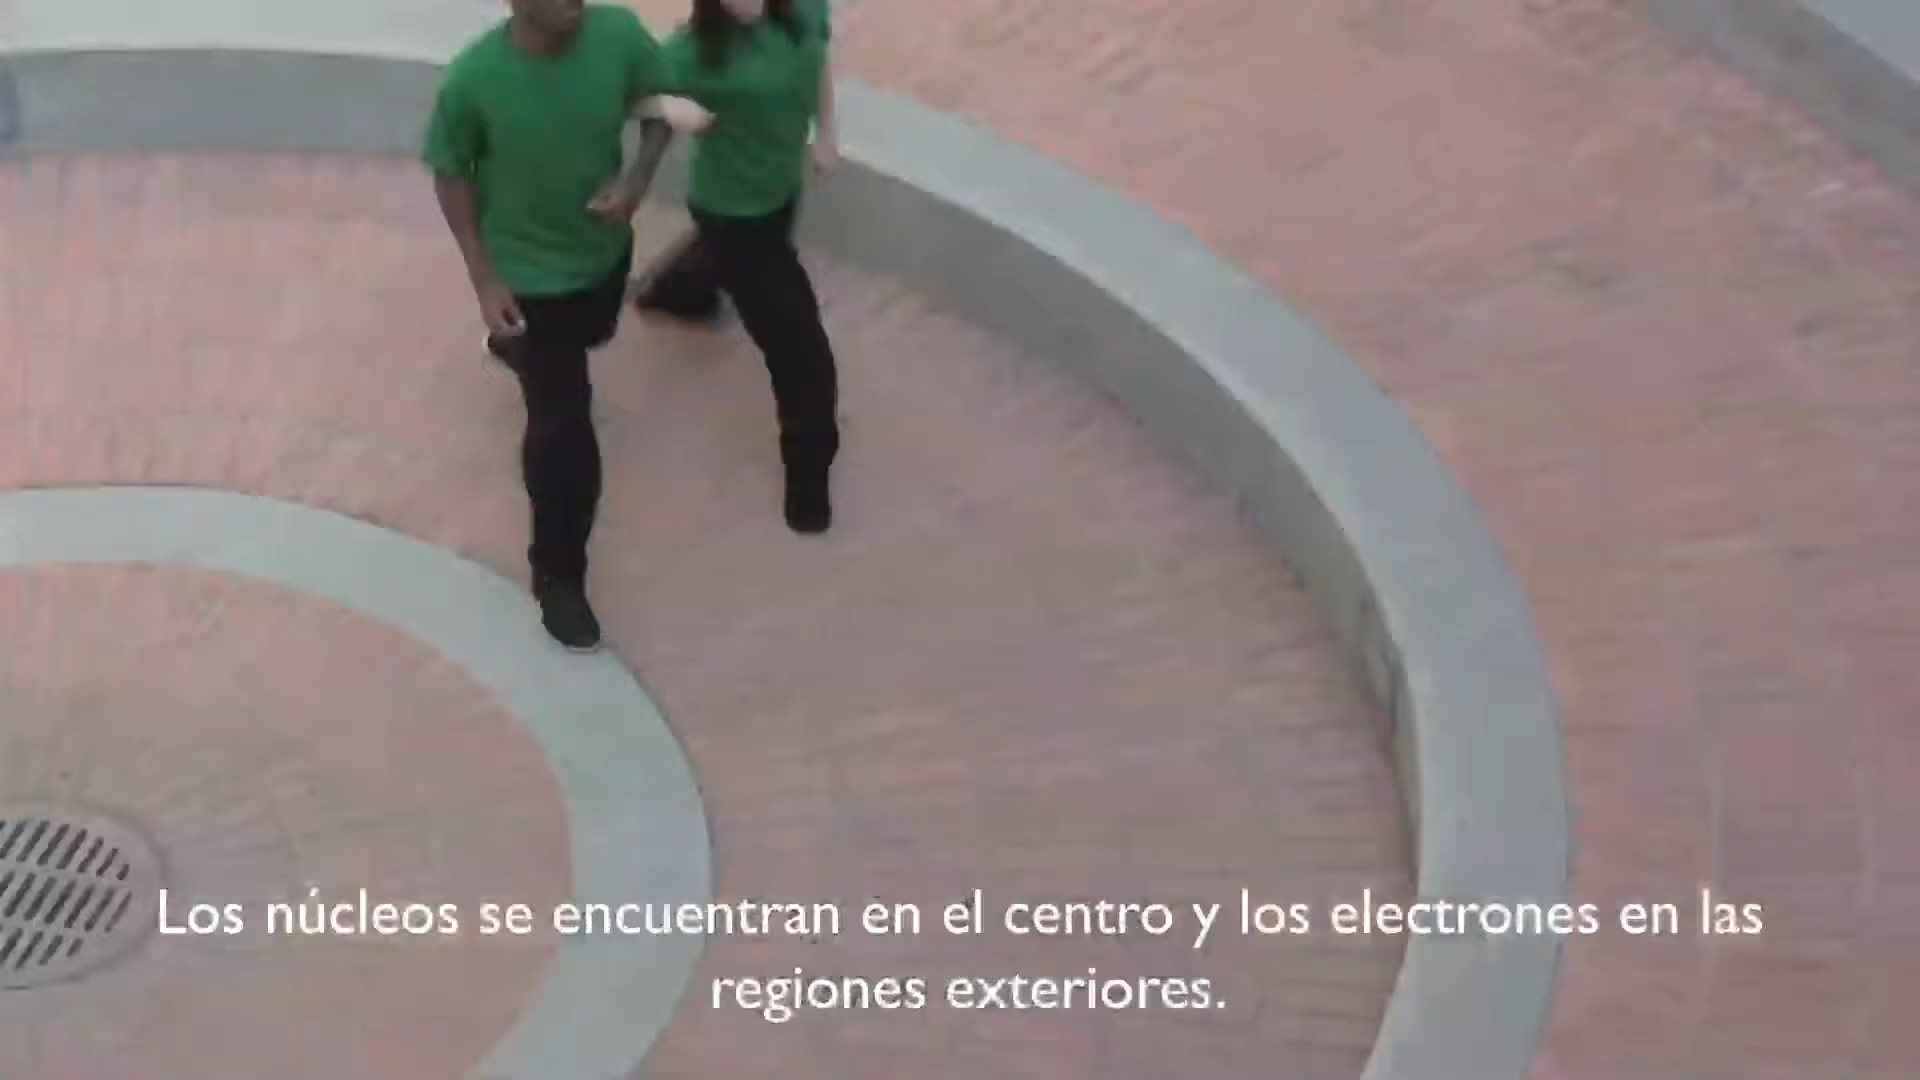 Los núcleos se encuentran en el centro y los electrones en las
regiones exteriores.